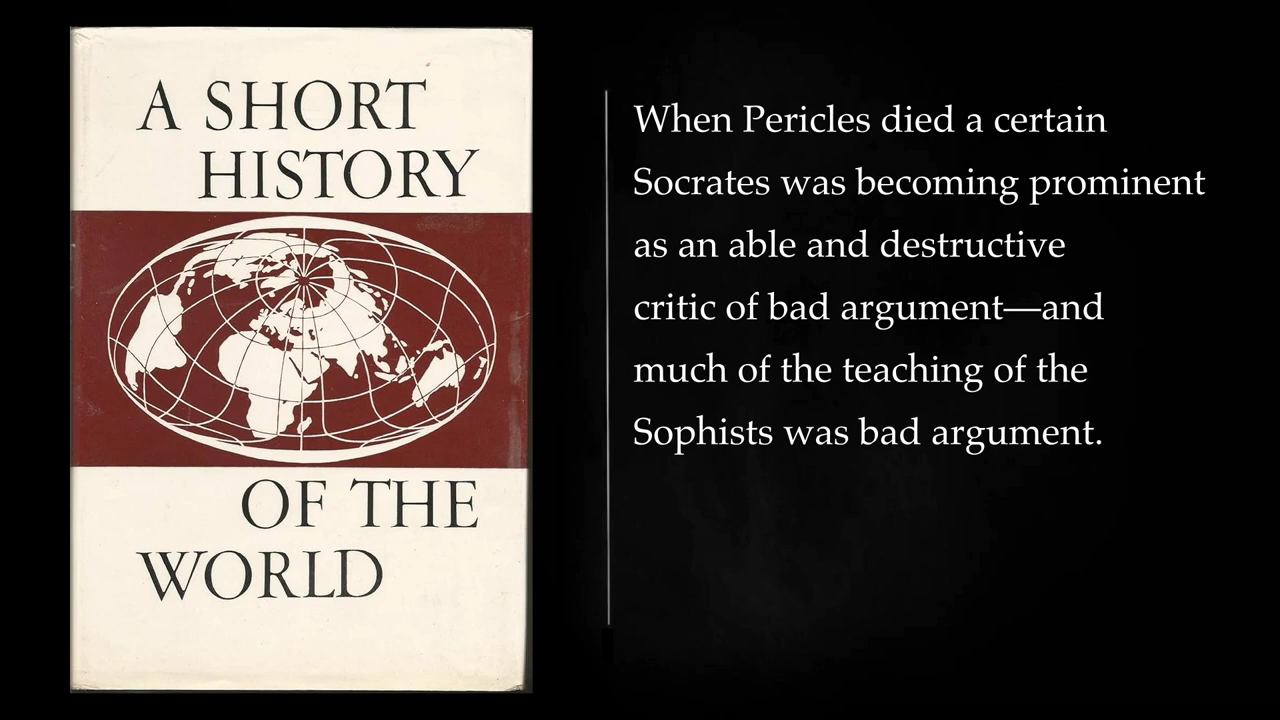 A SHORT
HISTORY
OF THE
WORLD
When Pericles died a certain
Socrates was becoming prominent
as an able and destructive
critic of bad argument—and
much of the teaching of the
Sophists was bad argument.